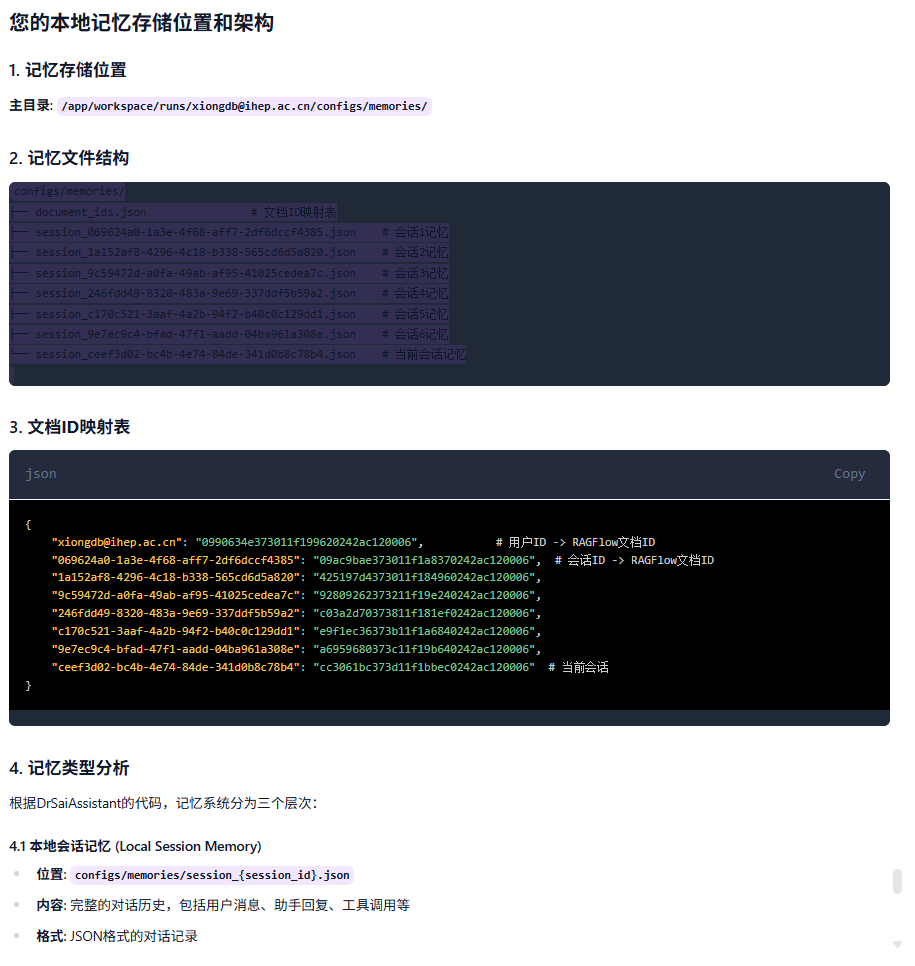 您的本地记忆存储位置和架构
1. 记忆存储位置
主目录: /app/workspace/runs/xiongdb@ihep.ac.cn/configs/memories/
2. 记忆文件结构
configs/memories/
├── document_ids.json # 文档ID映射表
├── session_069624a0-1a3e-4f68-aff7-2df6dccf4385.json # 会话1记忆
├── session_1a152af8-4296-4c18-b338-565cd6d5a820.json # 会话2记忆
├── session_9c59472d-a0fa-49ab-af95-41025cedea7c.json # 会话3记忆
├── session_246fdd49-8320-483a-9e69-337ddf5b59a2.json # 会话4记忆
├── session_c170c521-3aaf-4a2b-94f2-b40c0c129dd1.json # 会话5记忆
├── session_9e7ec9c4-bfad-47f1-aadd-04ba961a308e.json # 会话6记忆
└── session_ceef3d02-bc4b-4e74-84de-341d0b8c78b4.json # 当前会话记忆
3. 文档ID映射表
json Copy
{
"xiongdb@ihep.ac.cn": "0990634e373011f199620242ac120006", # 用户ID -> RAGFlow文档ID
"069624a0-1a3e-4f68-aff7-2df6dccf4385": "09ac9bae373011f1a8370242ac120006", # 会话ID -> RAGFlow文档ID
"1a152af8-4296-4c18-b338-565cd6d5a820": "425197d4373011f184960242ac120006",
"9c59472d-a0fa-49ab-af95-41025cedea7c": "92809262373211f19e240242ac120006",
"246fdd49-8320-483a-9e69-337ddf5b59a2": "c03a2d70373811f181ef0242ac120006",
"c170c521-3aaf-4a2b-94f2-b40c0c129dd1": "e9f1ec36373b11f1a6840242ac120006",
"9e7ec9c4-bfad-47f1-aadd-04ba961a308e": "a6959680373c11f19b640242ac120006",
"ceef3d02-bc4b-4e74-84de-341d0b8c78b4": "cc3061bc373d11f1bbec0242ac120006" # 当前会话
}
4. 记忆类型分析
根据DrSaiAssistant的代码，记忆系统分为三个层次：
4.1 本地会话记忆 (Local Session Memory)
位置: configs/memories/session_{session_id}.json
内容: 完整的对话历史，包括用户消息、助手回复、工具调用等
格式: JSON格式的对话记录